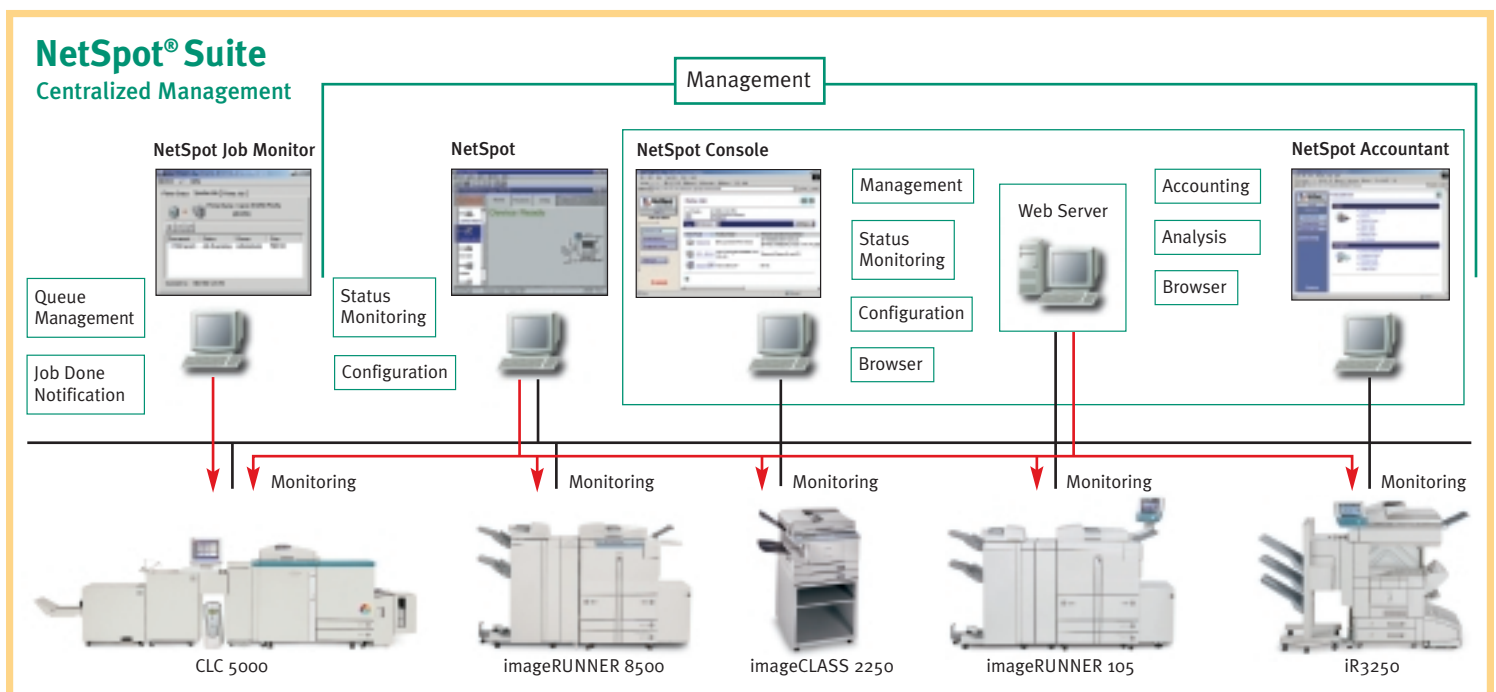 NetSpot® Suite
Centralized Management
Management
NetSpot Job Monitor
NetSpot
NetSpot Console
NetSpot Accountant
Device Ready
Queue
Management
Job Done
Notification
Status
Monitoring
Configuration
Management
Status
Monitoring
Configuration
Browser
Web Server
Accounting
Analysis
Browser
Monitoring
Monitoring
Monitoring
Monitoring
Monitoring
CLC 5000
imageRUNNER 8500
imageCLASS 2250
imageRUNNER 105
iR3250